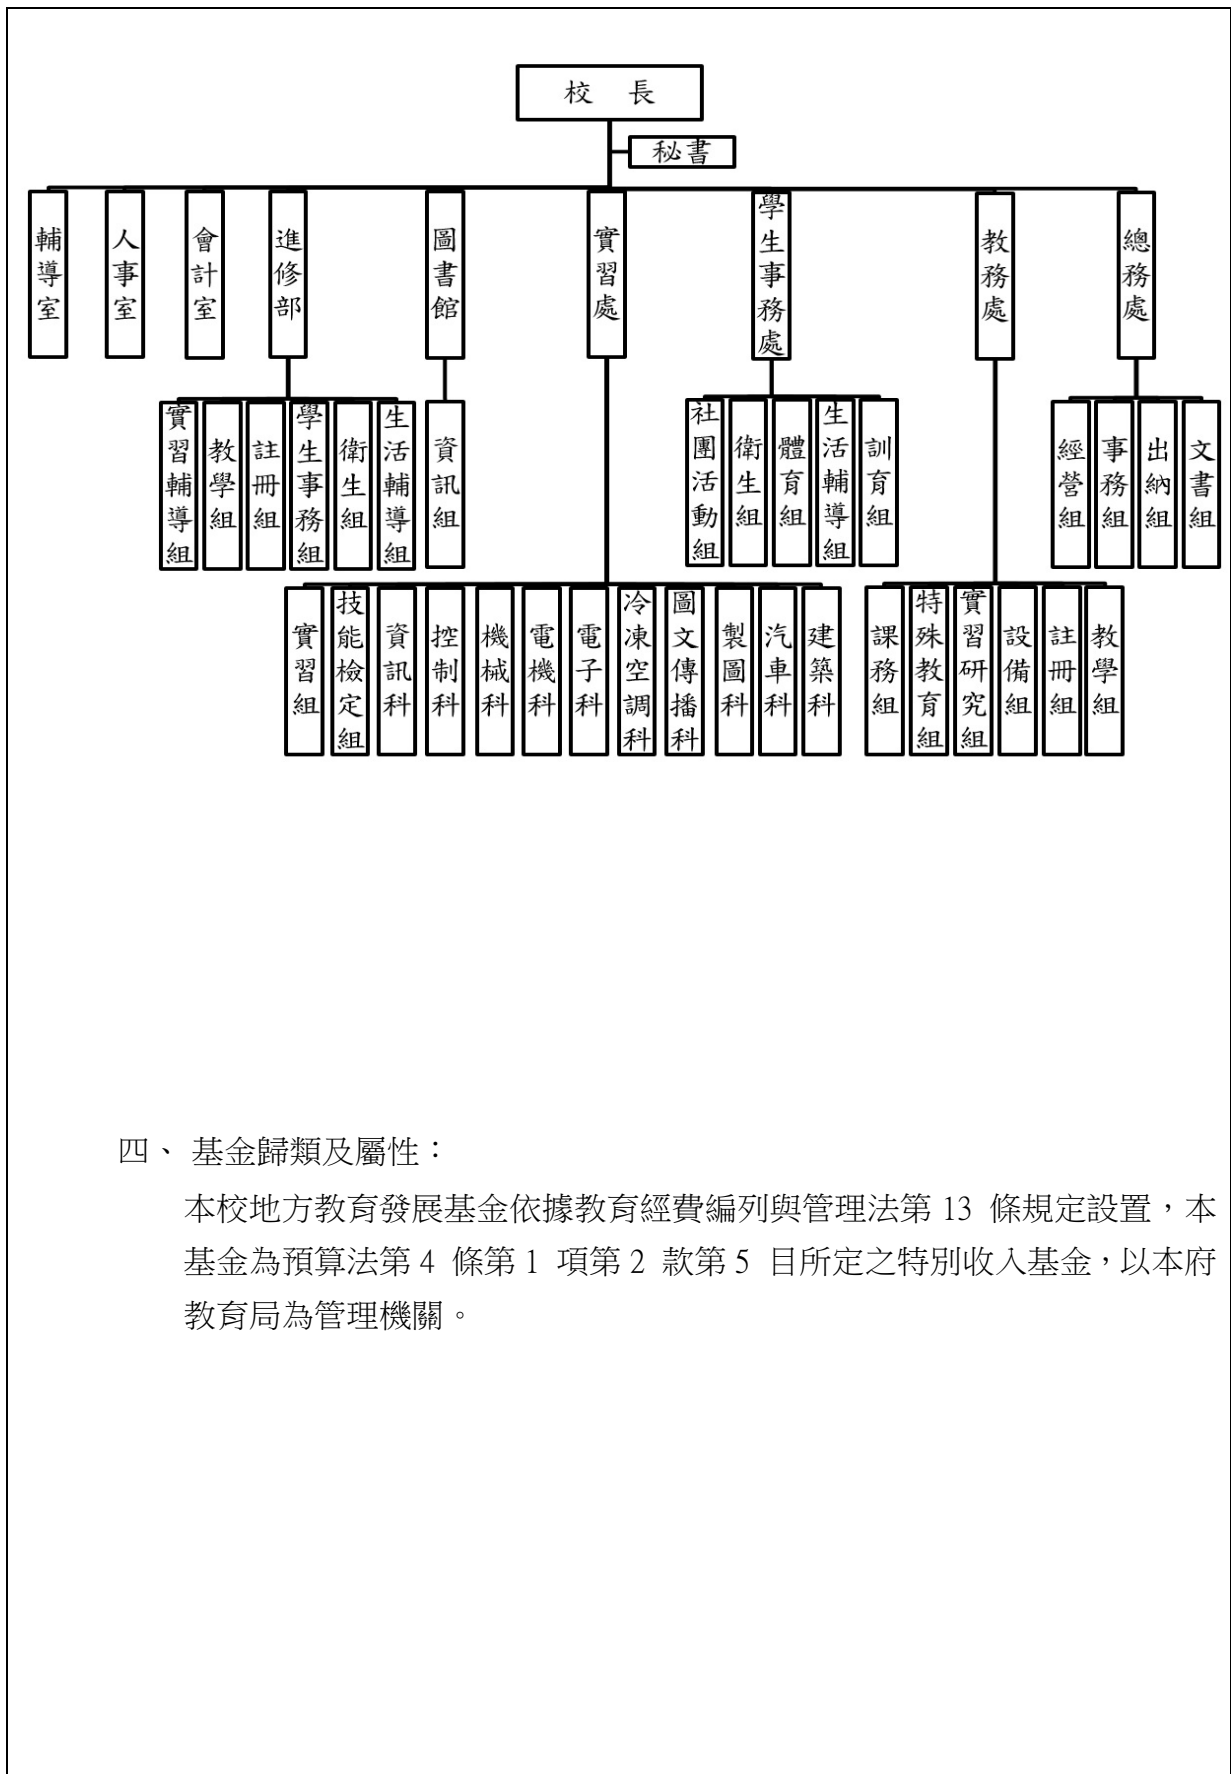 校 長
秘書
輔導室
人事室
會計室
進修部
圖書館
實習處
學生事務處
教務處
總務處
實習輔導組
教學組
註冊組
學生事務組
衛生組
生活輔導組
資訊組
社團活動組
衛生組
體育組
生活輔導組
訓育組
經營組
事務組
出納組
文書組
實習組
技能檢定組
資訊科
控制科
機械科
電機科
電子科
冷凍空調科
圖文傳播科
製圖科
汽車科
建築科
課務組
特殊教育組
實習研究組
設備組
註冊組
教學組
四、 基金歸類及屬性：
本校地方教育發展基金依據教育經費編列與管理法第 13 條規定設置，本
基金為預算法第 4 條第 1 項第 2 款第 5 目所定之特別收入基金，以本府
教育局為管理機關。